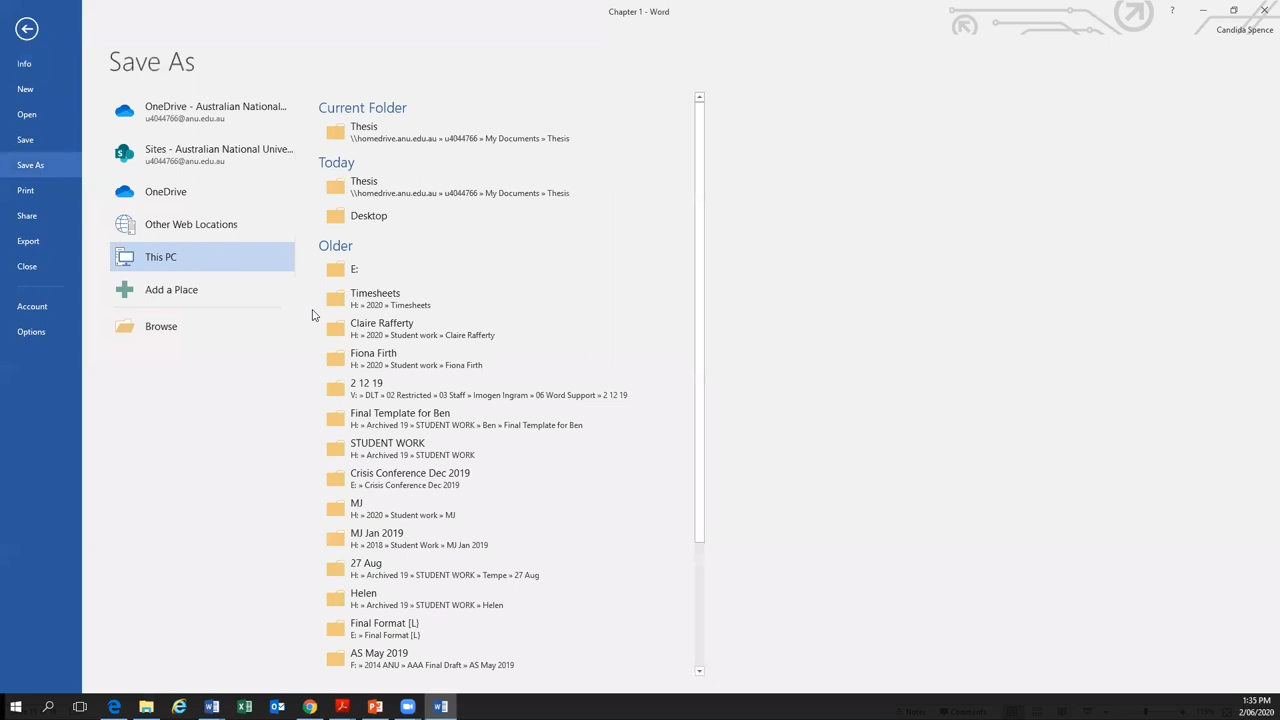 Chapter 1 - Word
?
Candida Spence
Info
New
Open
Save
Save As
Print
Share
Export
Close
Account
Options
Save As
OneDrive - Australian National...
u4044766@anu.edu.au
Sites - Australian National Unive...
u4044766@anu.edu.au
OneDrive
Other Web Locations
This PC
Add a Place
Browse
Current Folder
Thesis
\\homedrive.anu.edu.au » u4044766 » My Documents » Thesis
Today
Thesis
\\homedrive.anu.edu.au » u4044766 » My Documents » Thesis
Desktop
Older
E:
Timesheets
H: » 2020 » Timesheets
Claire Rafferty
H: » 2020 » Student work » Claire Rafferty
Fiona Firth
H: » 2020 » Student work » Fiona Firth
2 12 19
V: » DLT » 02 Restricted » 03 Staff » Imogen Ingram » 06 Word Support » 2 12 19
Final Template for Ben
H: » Archived 19 » STUDENT WORK » Ben » Final Template for Ben
STUDENT WORK
H: » Archived 19 » STUDENT WORK
Crisis Conference Dec 2019
E: » Crisis Conference Dec 2019
MJ
H: » 2020 » Student work » MJ
MJ Jan 2019
H: » 2018 » Student Work » MJ Jan 2019
27 Aug
H: » Archived 19 » STUDENT WORK » Tempe » 27 Aug
Helen
H: » Archived 19 » STUDENT WORK » Helen
Final Format {L}
E: » Final Format {L}
AS May 2019
F: » 2014 ANU » AAA Final Draft » AS May 2019
Notes
Comments
1:35 PM
2/06/2020